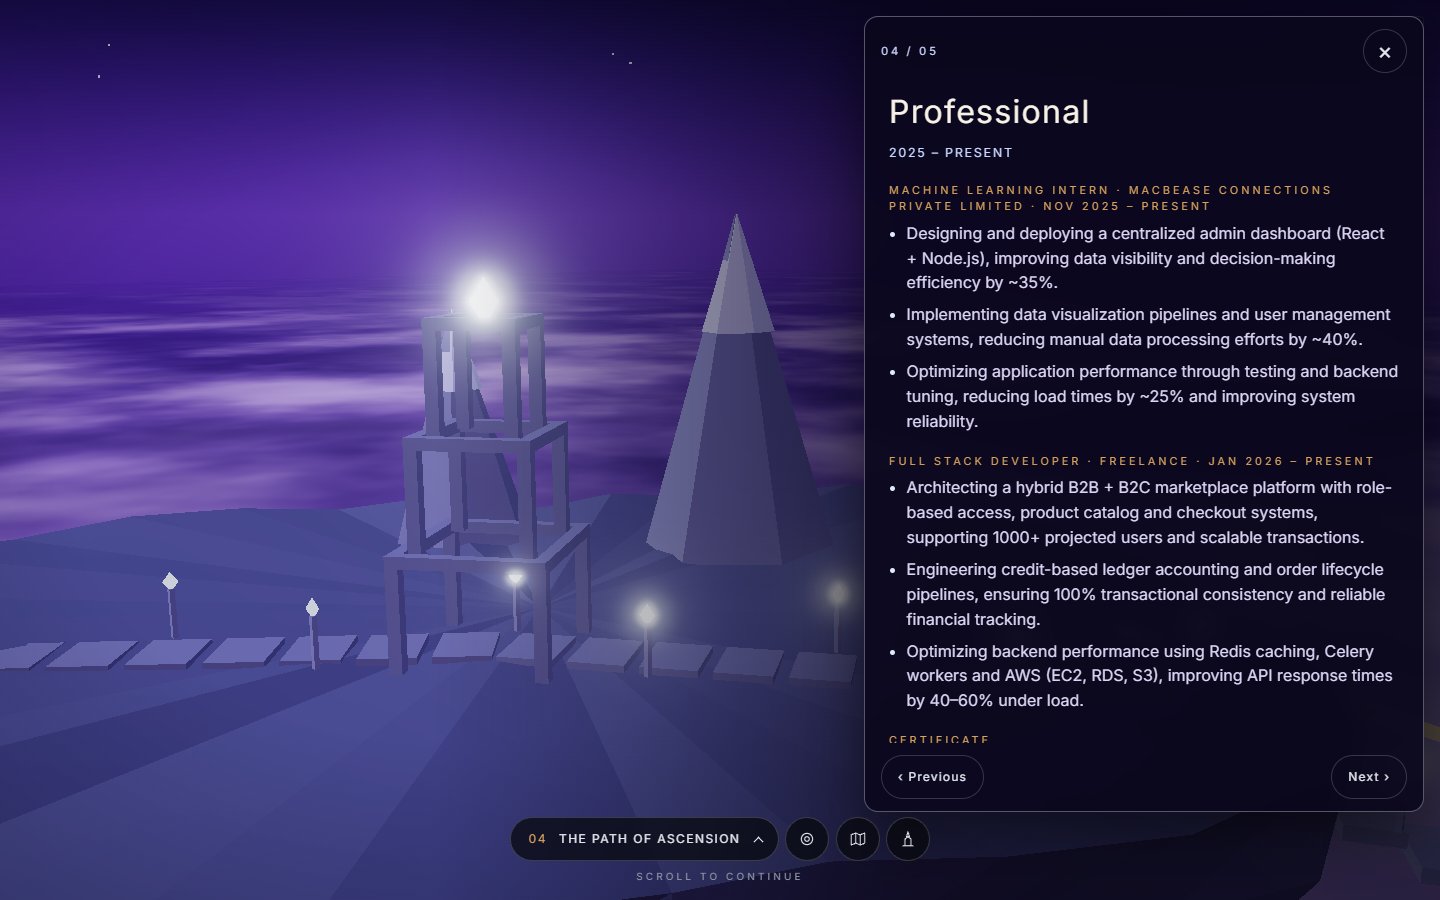 04 / 05
×
Professional
2025 – PRESENT
MACHINE LEARNING INTERN · MACBEASE CONNECTIONS
PRIVATE LIMITED · NOV 2025 – PRESENT
• Designing and deploying a centralized admin dashboard (React
+ Node.js), improving data visibility and decision-making
efficiency by ~35%.
• Implementing data visualization pipelines and user management
systems, reducing manual data processing efforts by ~40%.
• Optimizing application performance through testing and backend
tuning, reducing load times by ~25% and improving system
reliability.
FULL STACK DEVELOPER · FREELANCE · JAN 2026 – PRESENT
• Architecting a hybrid B2B + B2C marketplace platform with role-
based access, product catalog and checkout systems,
supporting 1000+ projected users and scalable transactions.
• Engineering credit-based ledger accounting and order lifecycle
pipelines, ensuring 100% transactional consistency and reliable
financial tracking.
• Optimizing backend performance using Redis caching, Celery
workers and AWS (EC2, RDS, S3), improving API response times
by 40–60% under load.
CERTIFICATE
‹ Previous
Next ›
04 THE PATH OF ASCENSION
SCROLL TO CONTINUE